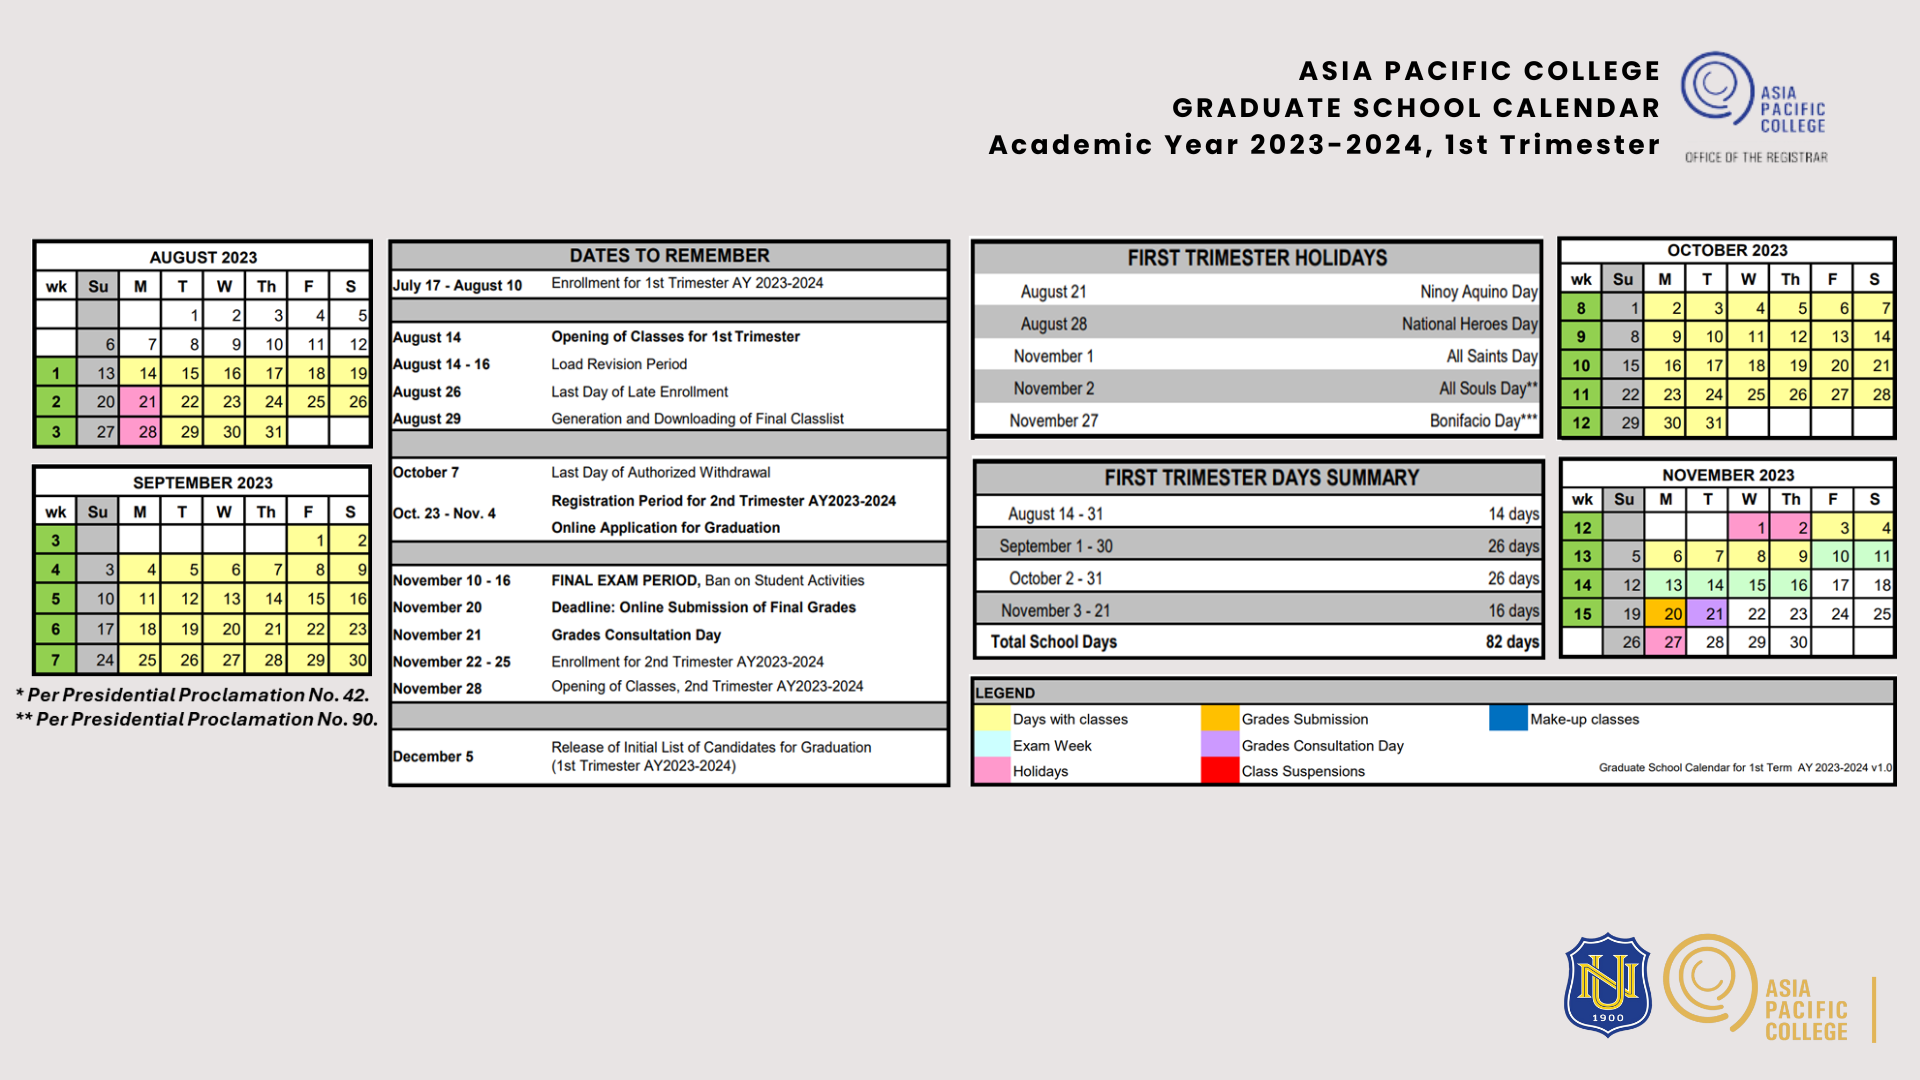 ASIA PACIFIC COLLEGE
GRADUATE SCHOOL CALENDAR
Academic Year 2023-2024, 1st Trimester
ASIA
PACIFIC
COLLEGE
OFFICE OF THE REGISTRAR
AUGUST 2023
wk Su M T W Th F S
1 2 3 4 5
6 7 8 9 10 11 12
1 13 14 15 16 17 18 19
2 20 21 22 23 24 25 26
3 27 28 29 30 31
SEPTEMBER 2023
wk Su M T W Th F S
3 1 2
4 3 4 5 6 7 8 9
5 10 11 12 13 14 15 16
6 17 18 19 20 21 22 23
7 24 25 26 27 28 29 30
* Per Presidential Proclamation No. 42.
** Per Presidential Proclamation No. 90.
DATES TO REMEMBER
July 17 - August 10 Enrollment for 1st Trimester AY 2023-2024
August 14 Opening of Classes for 1st Trimester
August 14 - 16 Load Revision Period
August 26 Last Day of Late Enrollment
August 29 Generation and Downloading of Final Classlist
October 7 Last Day of Authorized Withdrawal
Oct. 23 - Nov. 4 Registration Period for 2nd Trimester AY2023-2024
Online Application for Graduation
November 10 - 16 FINAL EXAM PERIOD, Ban on Student Activities
November 20 Deadline: Online Submission of Final Grades
November 21 Grades Consultation Day
November 22 - 25 Enrollment for 2nd Trimester AY2023-2024
November 28 Opening of Classes, 2nd Trimester AY2023-2024
December 5 Release of Initial List of Candidates for Graduation
(1st Trimester AY2023-2024)
FIRST TRIMESTER HOLIDAYS
August 21 Ninoy Aquino Day
August 28 National Heroes Day
November 1 All Saints Day
November 2 All Souls Day**
November 27 Bonifacio Day***
FIRST TRIMESTER DAYS SUMMARY
August 14 - 31 14 days
September 1 - 30 26 days
October 2 - 31 26 days
November 3 - 21 16 days
Total School Days 82 days
OCTOBER 2023
wk Su M T W Th F S
8 1 2 3 4 5 6 7
9 8 9 10 11 12 13 14
10 15 16 17 18 19 20 21
11 22 23 24 25 26 27 28
12 29 30 31
NOVEMBER 2023
wk Su M T W Th F S
12 1 2 3 4
13 5 6 7 8 9 10 11
14 12 13 14 15 16 17 18
15 19 20 21 22 23 24 25
26 27 28 29 30
LEGEND
Days with classes Grades Submission Make-up classes
Exam Week Grades Consultation Day
Holidays Class Suspensions
Graduate School Calendar for 1st Term AY 2023-2024 v1.0
NU
1900
ASIA
PACIFIC
COLLEGE